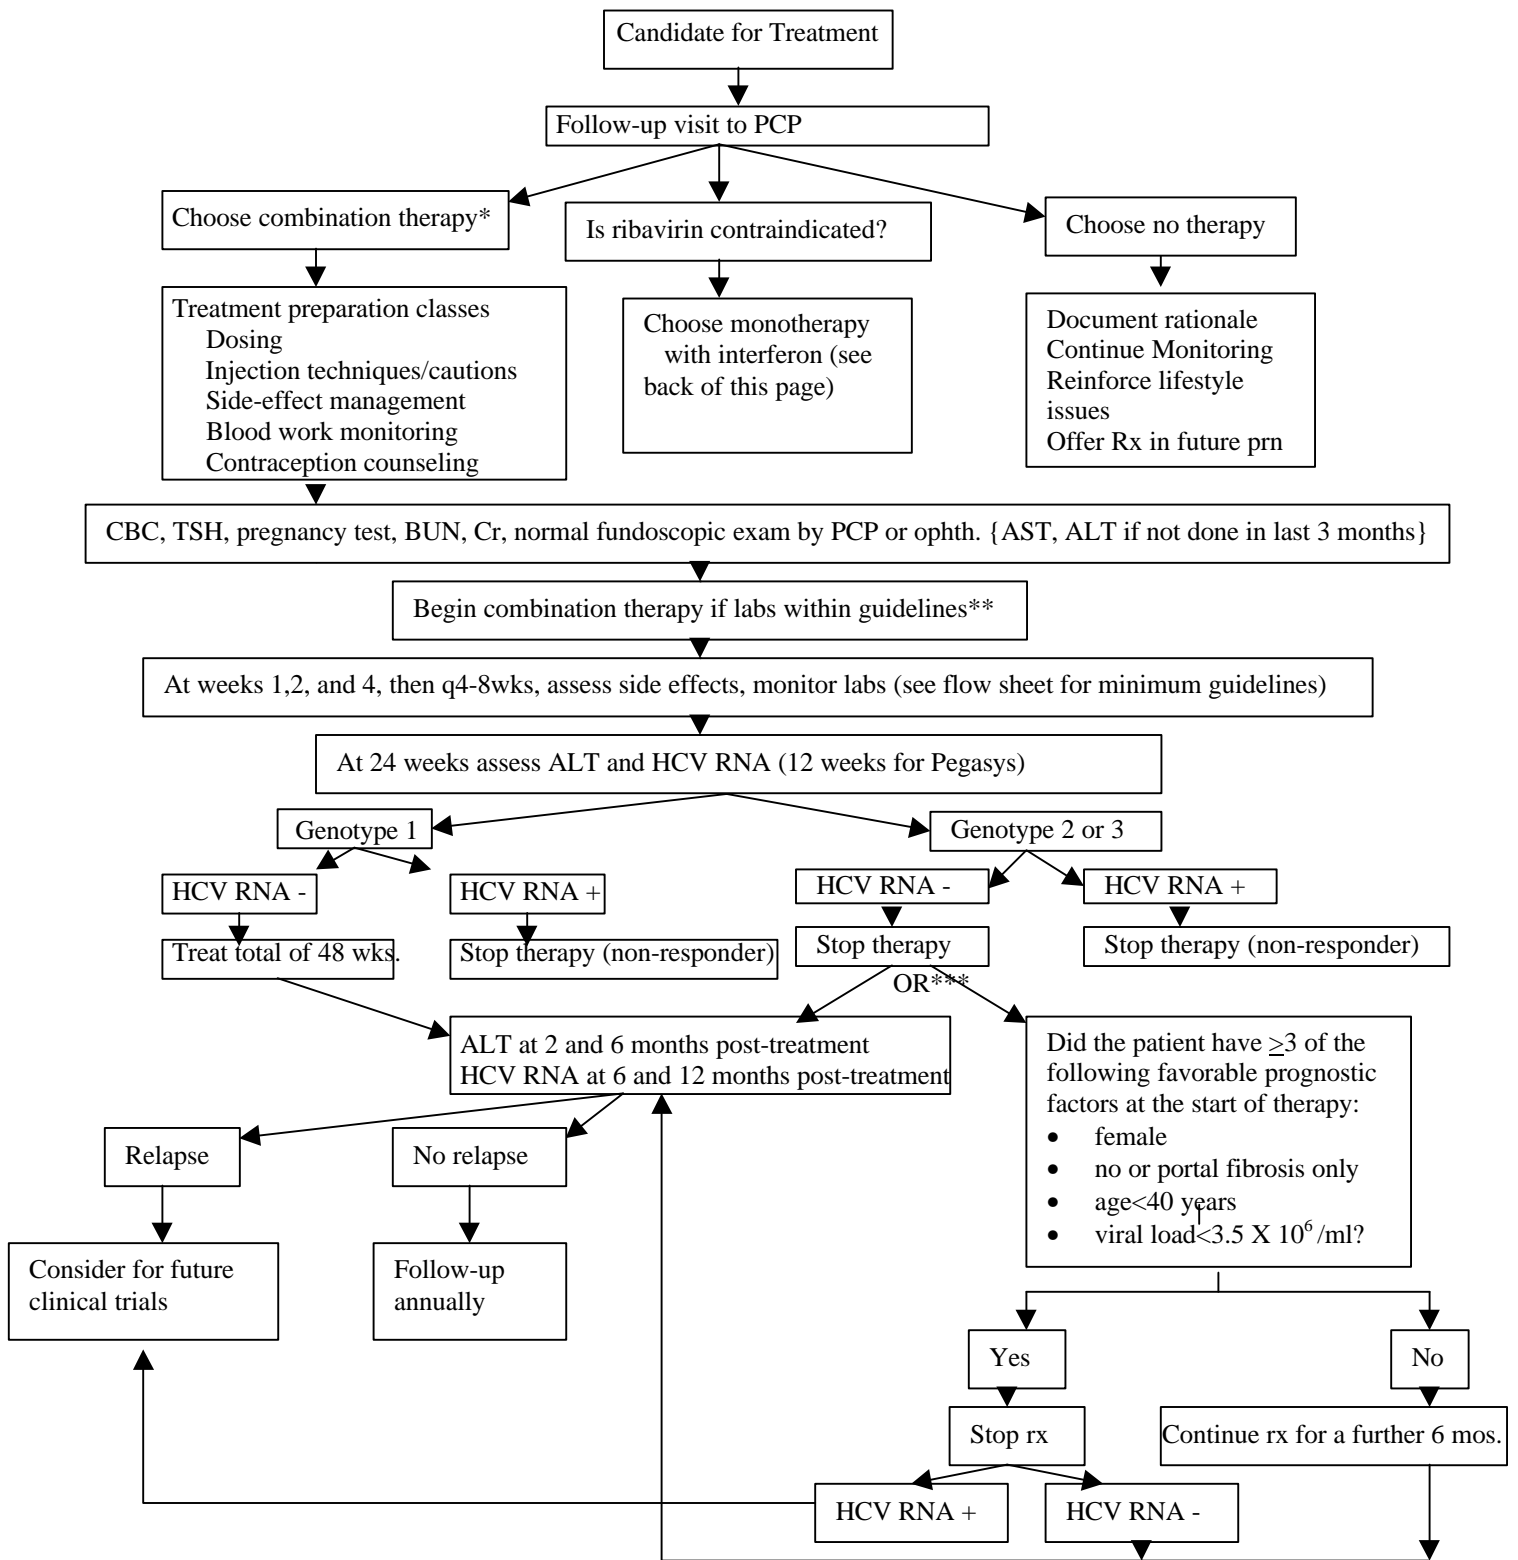 Candidate for Treatment
Follow-up visit to PCP
Choose combination therapy*
Is ribavirin contraindicated?
Choose no therapy
Treatment preparation classes
Dosing
Injection techniques/cautions
Side-effect management
Blood work monitoring
Contraception counseling
Choose monotherapy
with interferon (see
back of this page)
Document rationale
Continue Monitoring
Reinforce lifestyle
issues
Offer Rx in future prn
CBC, TSH, pregnancy test, BUN, Cr, normal fundoscopic exam by PCP or ophth. {AST, ALT if not done in last 3 months}
Begin combination therapy if labs within guidelines**
At weeks 1,2, and 4, then q4-8wks, assess side effects, monitor labs (see flow sheet for minimum guidelines)
At 24 weeks assess ALT and HCV RNA (12 weeks for Pegasys)
Genotype 1
Genotype 2 or 3
HCV RNA -
HCV RNA +
HCV RNA -
HCV RNA +
Treat total of 48 wks.
Stop therapy (non-responder)
Stop therapy
Stop therapy (non-responder)
OR***
ALT at 2 and 6 months post-treatment
HCV RNA at 6 and 12 months post-treatment
Did the patient have ≥3 of the
following favorable prognostic
factors at the start of therapy:
• female
• no or portal fibrosis only
• age<40 years
• viral load<3.5 X 10⁶ /ml?
Relapse
No relapse
Consider for future
clinical trials
Follow-up
annually
Yes
No
Stop rx
Continue rx for a further 6 mos.
HCV RNA +
HCV RNA -